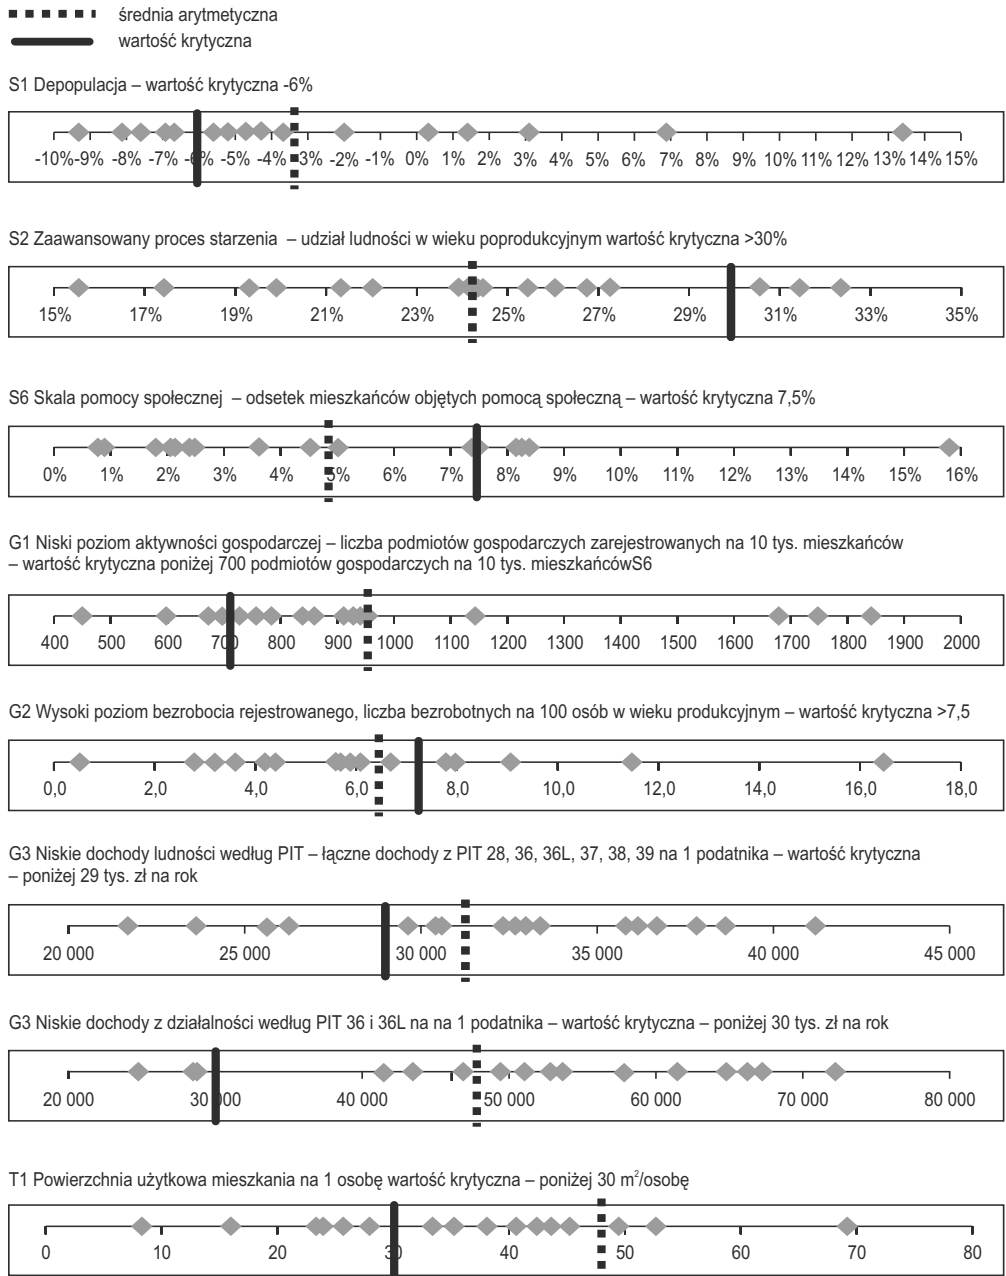 średnia arytmetyczna
wartość krytyczna
S1 Depopulacja – wartość krytyczna -6%
-10% -9% -8% -7% -6% -5% -4% -3% -2% -1% 0% 1% 2% 3% 4% 5% 6% 7% 8% 9% 10% 11% 12% 13% 14% 15%
S2 Zaawansowany proces starzenia – udział ludności w wieku poprodukcyjnym wartość krytyczna >30%
15% 17% 19% 21% 23% 25% 27% 29% 31% 33% 35%
S6 Skala pomocy społecznej – odsetek mieszkańców objętych pomocą społeczną – wartość krytyczna 7,5%
0% 1% 2% 3% 4% 5% 6% 7% 8% 9% 10% 11% 12% 13% 14% 15% 16%
G1 Niski poziom aktywności gospodarczej – liczba podmiotów gospodarczych zarejestrowanych na 10 tys. mieszkańców
– wartość krytyczna poniżej 700 podmiotów gospodarczych na 10 tys. mieszkańcówS6
400 500 600 700 800 900 1000 1100 1200 1300 1400 1500 1600 1700 1800 1900 2000
G2 Wysoki poziom bezrobocia rejestrowanego, liczba bezrobotnych na 100 osób w wieku produkcyjnym – wartość krytyczna >7,5
0,0 2,0 4,0 6,0 8,0 10,0 12,0 14,0 16,0 18,0
G3 Niskie dochody ludności według PIT – łączne dochody z PIT 28, 36, 36L, 37, 38, 39 na 1 podatnika – wartość krytyczna
– poniżej 29 tys. zł na rok
20 000 25 000 30 000 35 000 40 000 45 000
G3 Niskie dochody z działalności według PIT 36 i 36L na na 1 podatnika – wartość krytyczna – poniżej 30 tys. zł na rok
20 000 30 000 40 000 50 000 60 000 70 000 80 000
T1 Powierzchnia użytkowa mieszkania na 1 osobę wartość krytyczna – poniżej 30 m²/osobę
0 10 20 30 40 50 60 70 80